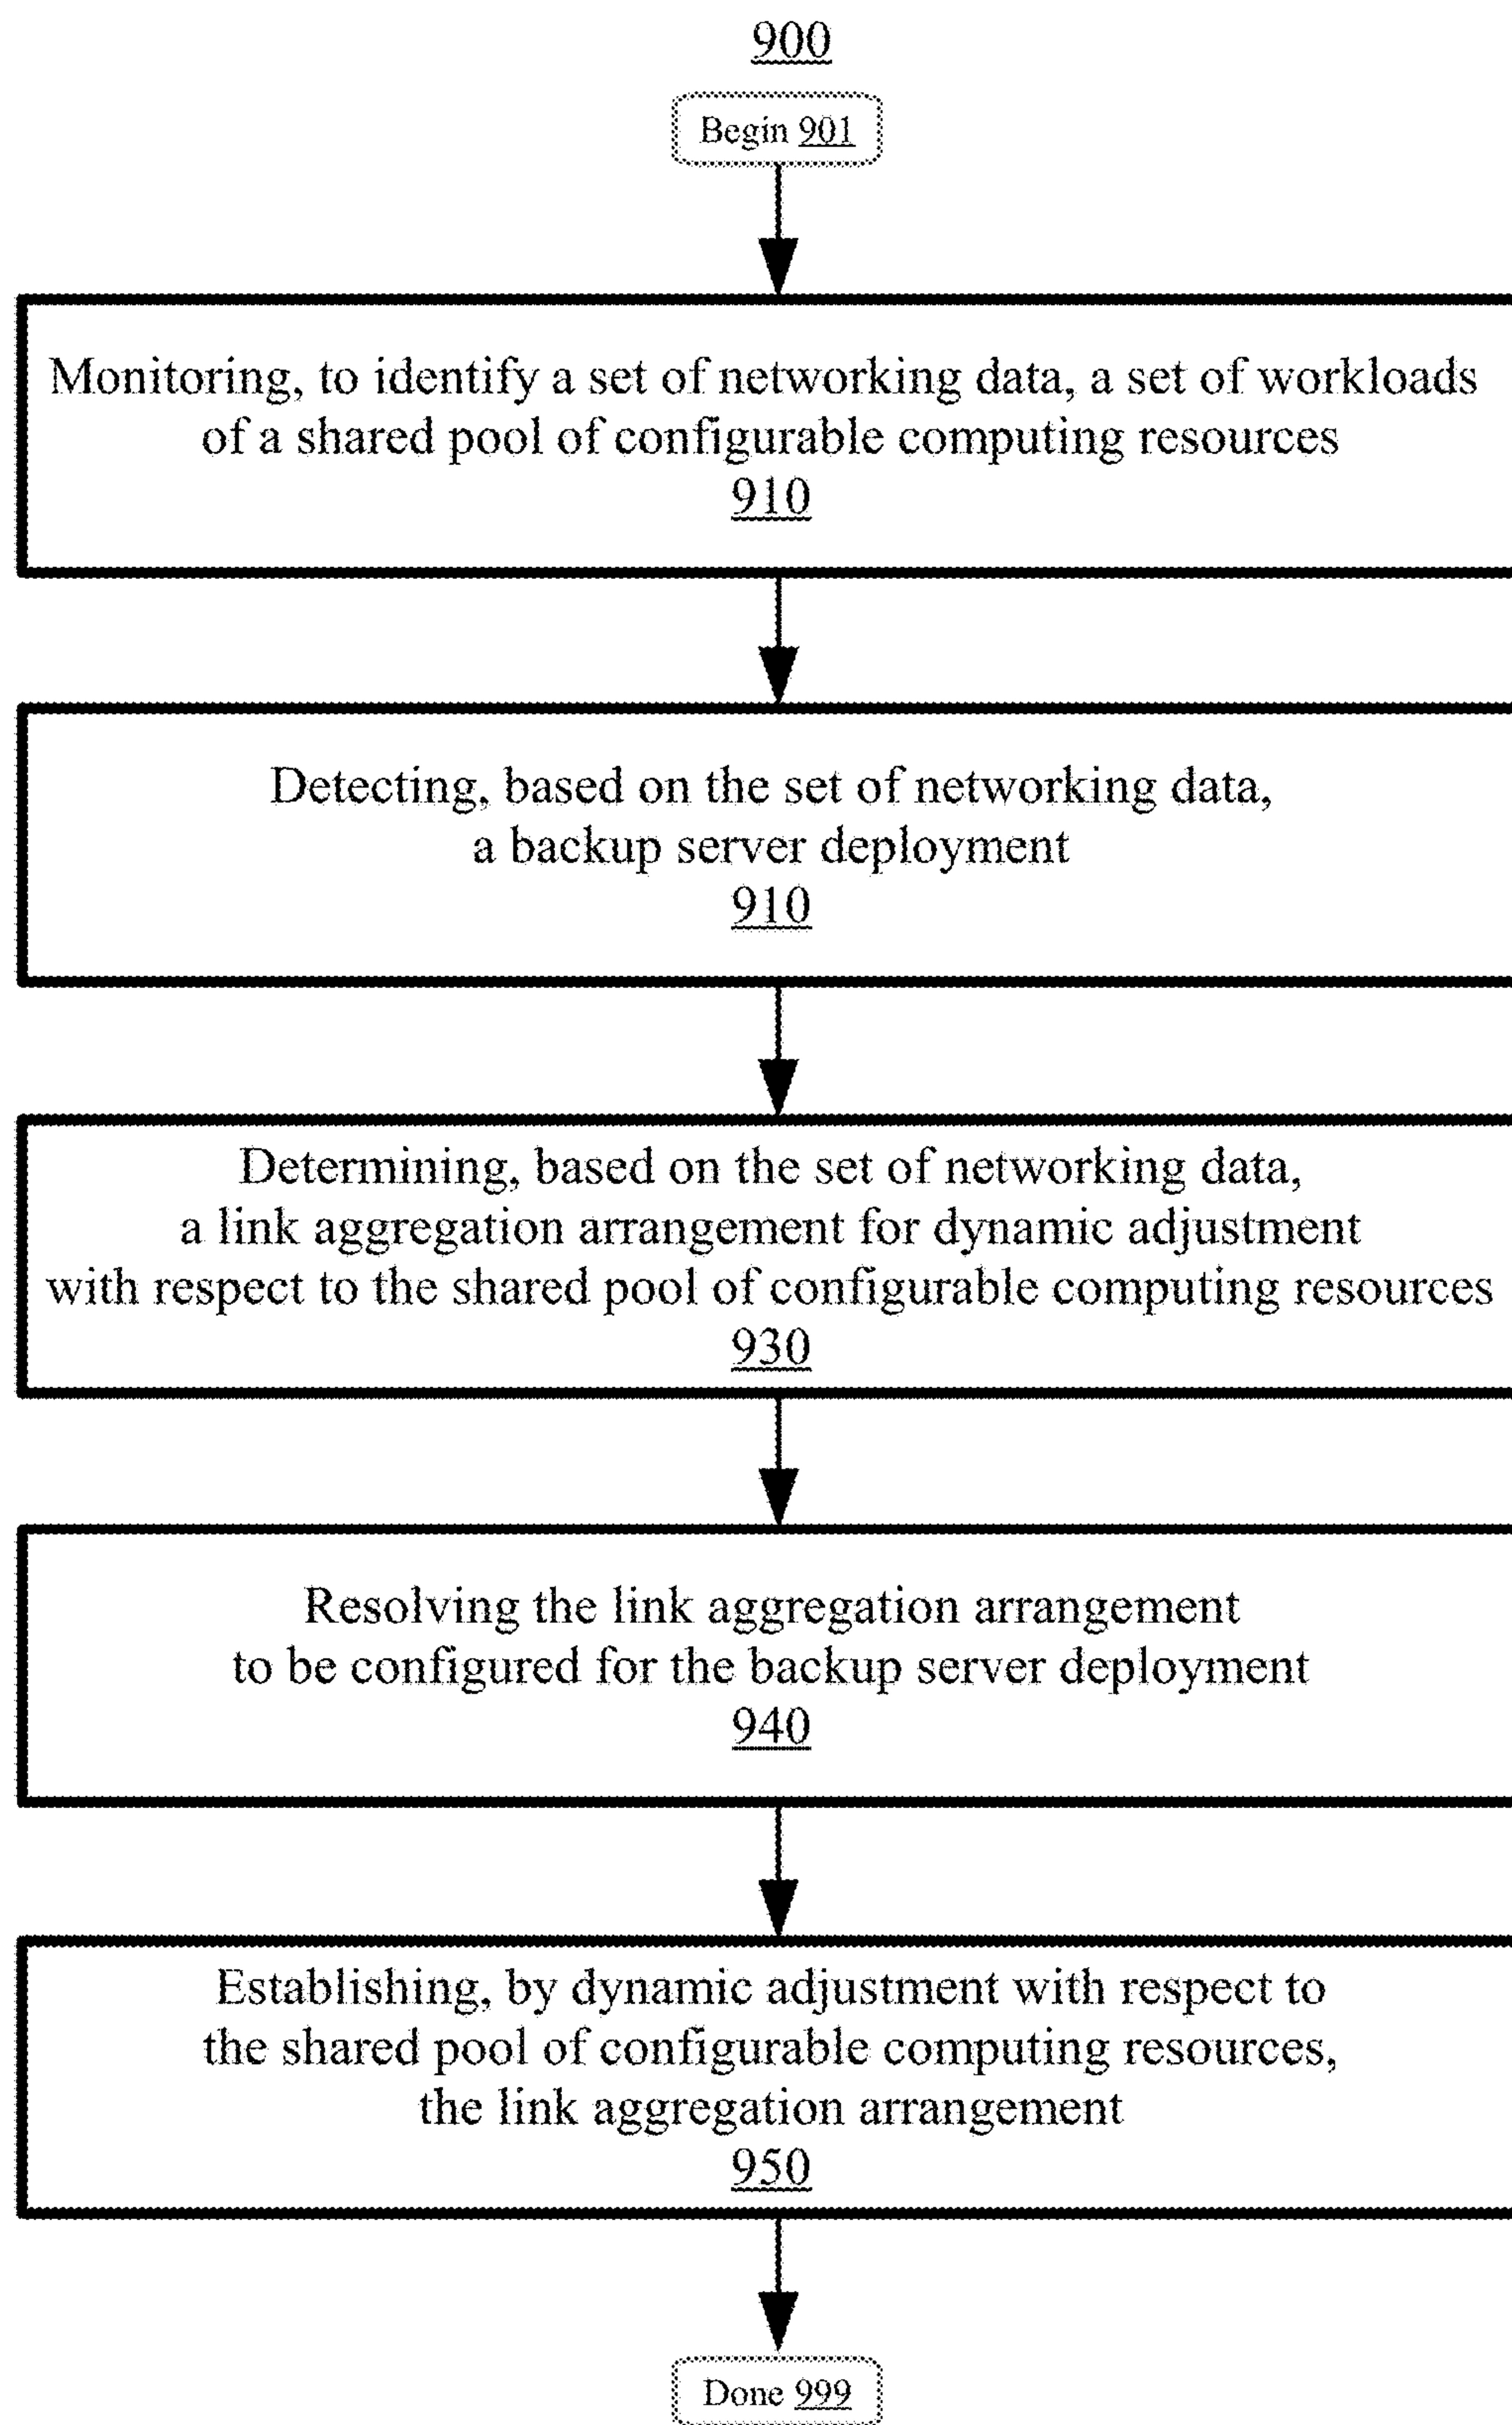 900
Begin 901
Monitoring, to identify a set of networking data, a set of workloads
of a shared pool of configurable computing resources
910
Detecting, based on the set of networking data,
a backup server deployment
910
Determining, based on the set of networking data,
a link aggregation arrangement for dynamic adjustment
with respect to the shared pool of configurable computing resources
930
Resolving the link aggregation arrangement
to be configured for the backup server deployment
940
Establishing, by dynamic adjustment with respect to
the shared pool of configurable computing resources,
the link aggregation arrangement
950
Done 999